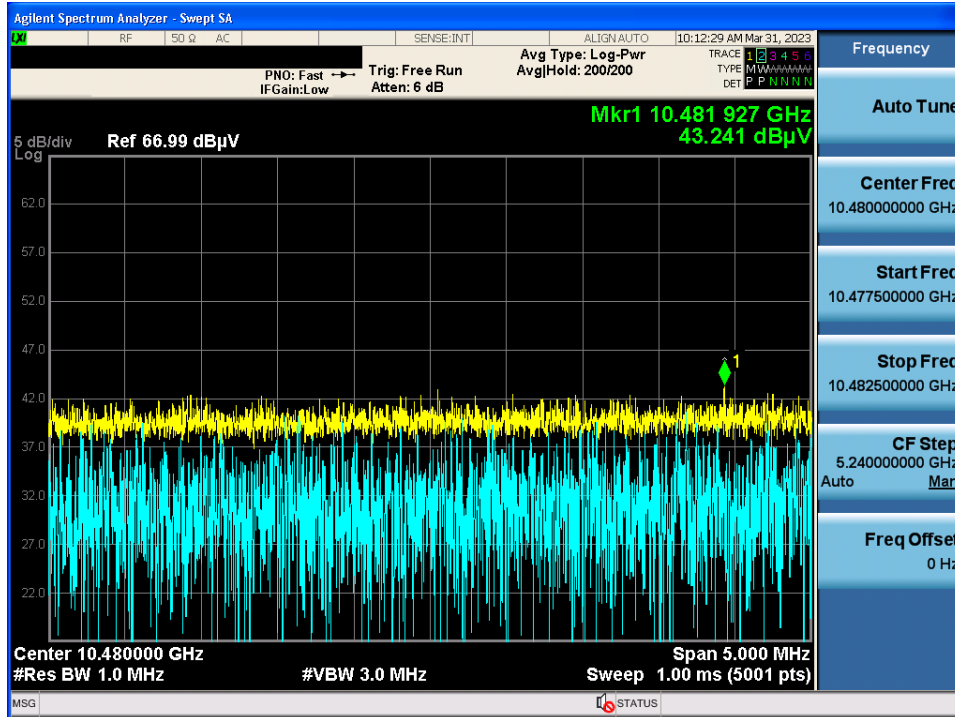 Agilent Spectrum Analyzer - Swept SA
LXI RF 50 Ω AC SENSE:INT ALIGN AUTO 10:12:29 AM Mar 31, 2023
PNO: Fast Trig: Free Run Avg Type: Log-Pwr TRACE 1 2 3 4 5 6
IFGain:Low Atten: 6 dB Avg|Hold: 200/200 TYPE M W W W W W
DET P P N N N N
Mkr1 10.481 927 GHz
43.241 dBµV
5 dB/div Ref 66.99 dBµV
Log
62.0
57.0
52.0
47.0
1
42.0
37.0
32.0
27.0
22.0
Center 10.480000 GHz Span 5.000 MHz
#Res BW 1.0 MHz #VBW 3.0 MHz Sweep 1.00 ms (5001 pts)
MSG STATUS
Frequency
Auto Tune
Center Freq
10.480000000 GHz
Start Freq
10.477500000 GHz
Stop Freq
10.482500000 GHz
CF Step
5.240000000 GHz
Auto Man
Freq Offset
0 Hz